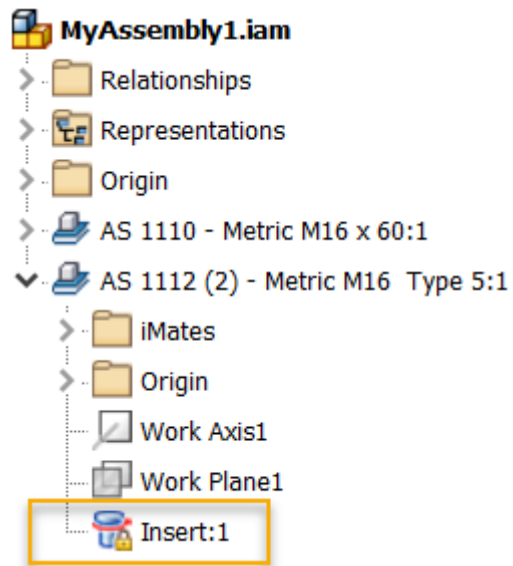 MyAssembly1.iam
Relationships
Representations
Origin
AS 1110 - Metric M16 x 60:1
AS 1112 (2) - Metric M16  Type 5:1
iMates
Origin
Work Axis1
Work Plane1
Insert:1